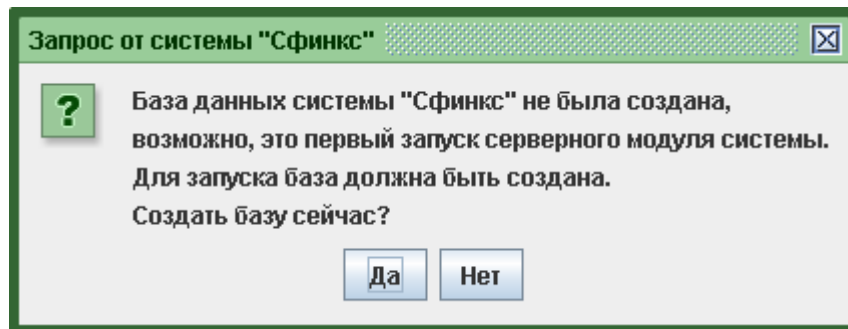 Запрос от системы "Сфинкс"
?
База данных системы "Сфинкс" не была создана,
возможно, это первый запуск серверного модуля системы.
Для запуска база должна быть создана.
Создать базу сейчас?
Да Нет